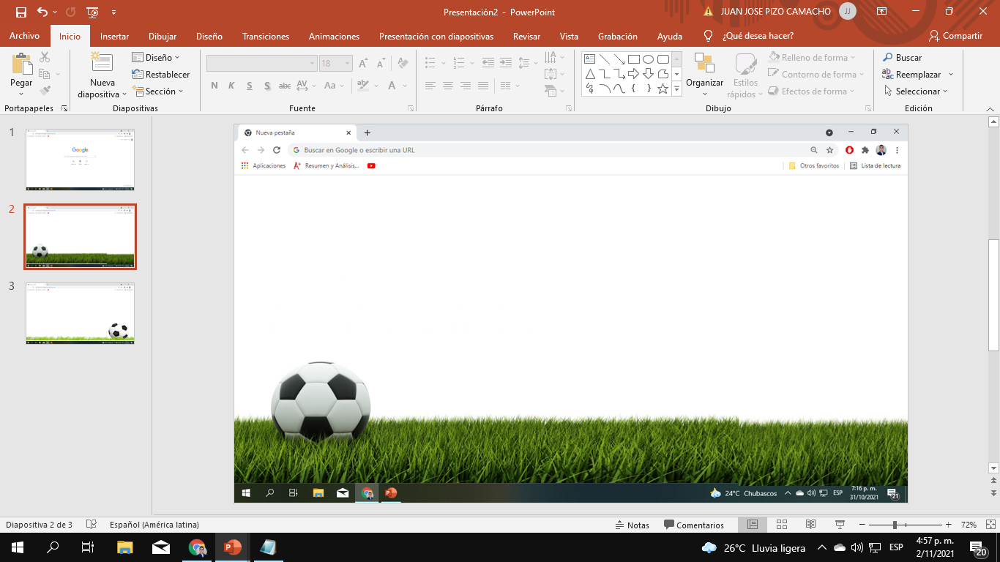 Presentación2 - PowerPoint
JUAN JOSE PIZO CAMACHO
JJ
Archivo
Inicio
Insertar
Dibujar
Diseño
Transiciones
Animaciones
Presentación con diapositivas
Revisar
Vista
Grabación
Ayuda
¿Qué desea hacer?
Compartir
Pegar
Nueva
diapositiva
Diseño
Restablecer
Sección
18
N K S S abc AV Aa A
Organizar
Estilos
rápidos
Relleno de forma
Contorno de forma
Efectos de forma
Buscar
Reemplazar
Seleccionar
Portapapeles
Diapositivas
Fuente
Párrafo
Dibujo
Edición
1
Google
2
3
Nueva pestaña
Buscar en Google o escribir una URL
Aplicaciones
Resumen y Análisis...
Otros favoritos
Lista de lectura
24°C Chubascos
ESP
7:16 p. m.
31/10/2021
21
Diapositiva 2 de 3
Español (América latina)
Notas
Comentarios
72%
26°C Lluvia ligera
ESP
4:57 p. m.
2/11/2021
20